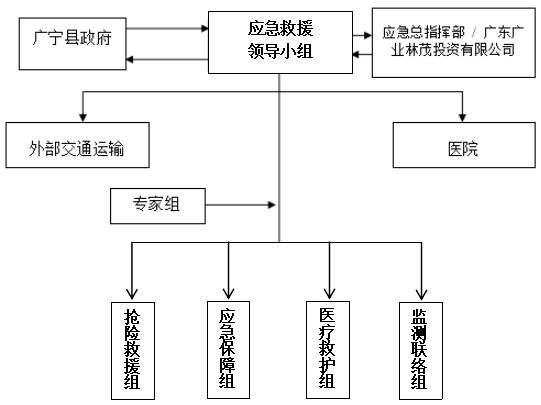 广宁县政府
应急救援
领导小组
应急总指挥部 / 广东广
业林茂投资有限公司
外部交通运输
医院
专家组
抢险救援组
应急保障组
医疗救护组
监测联络组